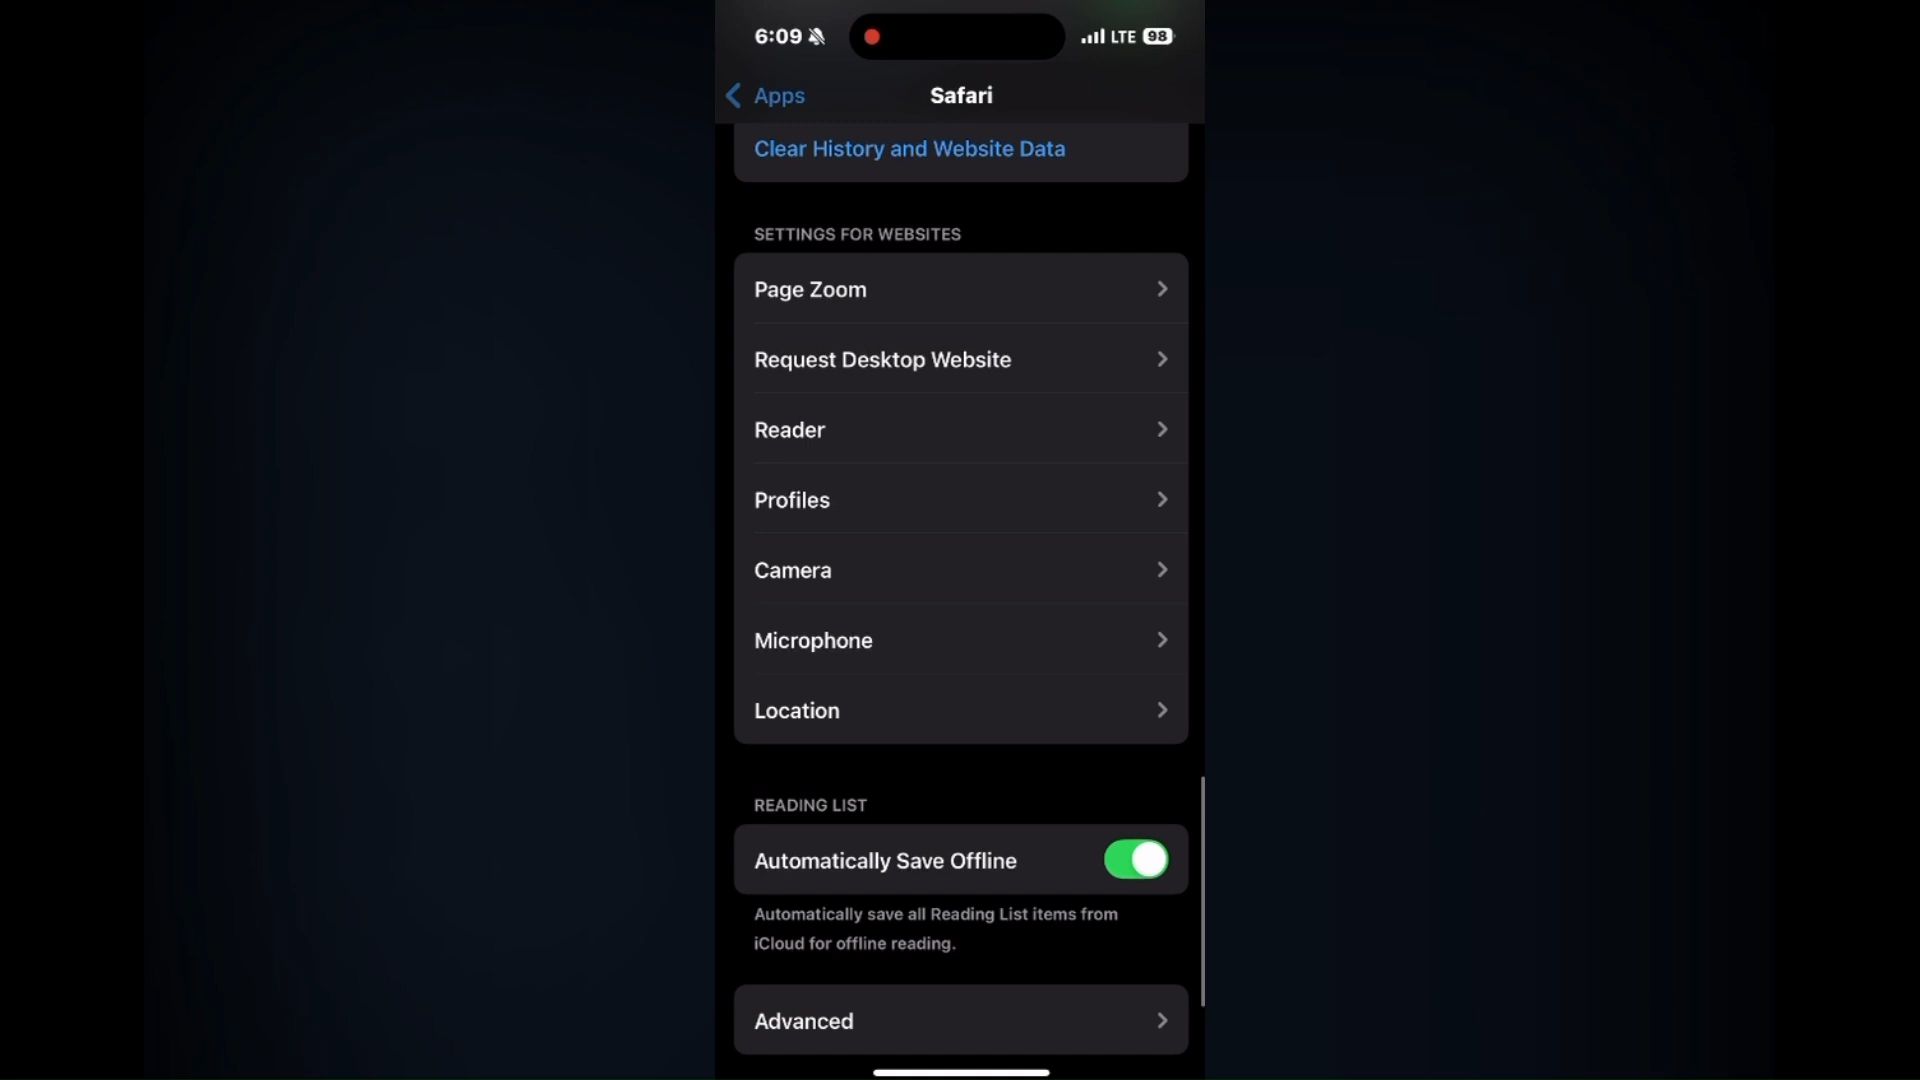 6:09
LTE 98
Apps
Safari
Clear History and Website Data
SETTINGS FOR WEBSITES
Page Zoom
Request Desktop Website
Reader
Profiles
Camera
Microphone
Location
READING LIST
Automatically Save Offline
Automatically save all Reading List items from
iCloud for offline reading.
Advanced